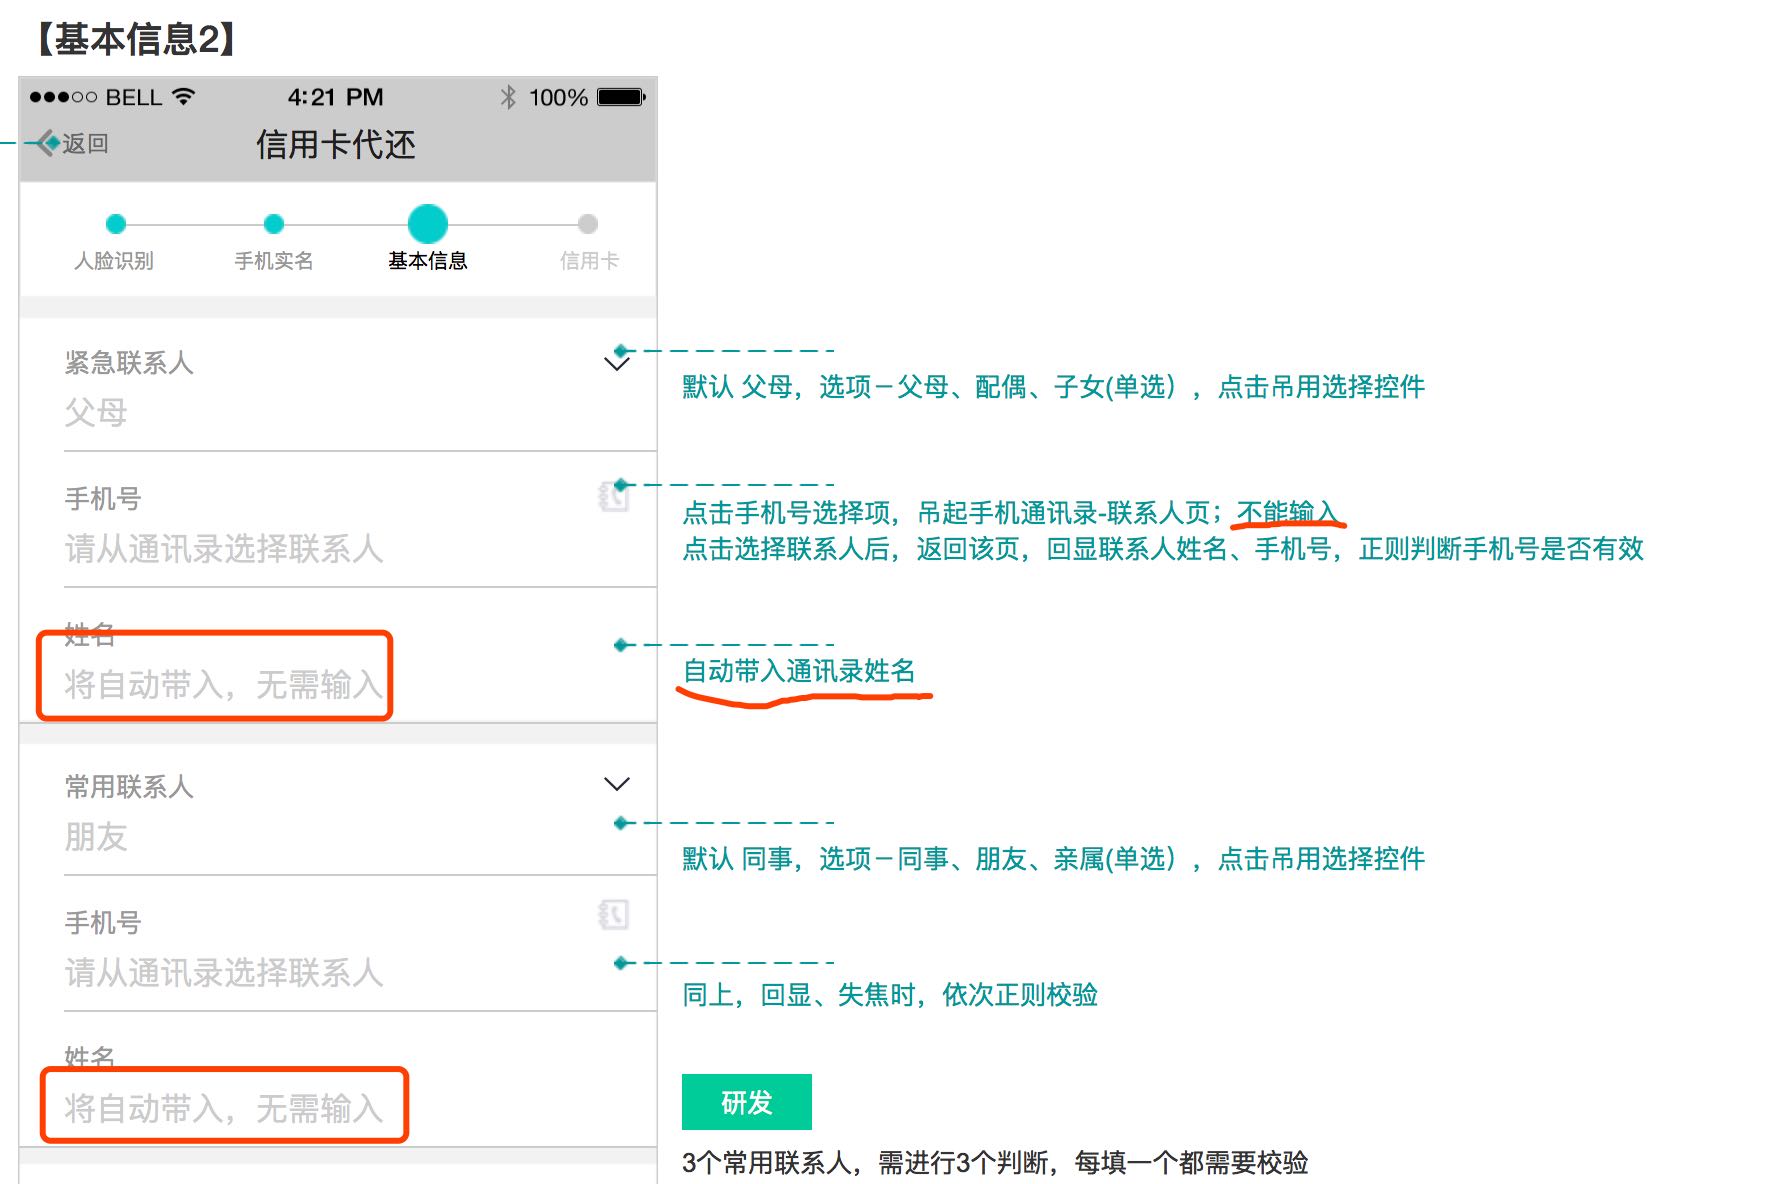 【基本信息2】
●●●○○ BELL 4:21 PM 100%
返回 信用卡代还
人脸识别 手机实名 基本信息 信用卡
紧急联系人
父母
默认 父母，选项－父母、配偶、子女(单选），点击吊用选择控件
手机号
请从通讯录选择联系人
点击手机号选择项，吊起手机通讯录-联系人页；不能输入
点击选择联系人后，返回该页，回显联系人姓名、手机号，正则判断手机号是否有效
姓名
将自动带入，无需输入
自动带入通讯录姓名
常用联系人
朋友
默认 同事，选项－同事、朋友、亲属(单选），点击吊用选择控件
手机号
请从通讯录选择联系人
同上，回显、失焦时，依次正则校验
姓名
将自动带入，无需输入
研发
3个常用联系人，需进行3个判断，每填一个都需要校验